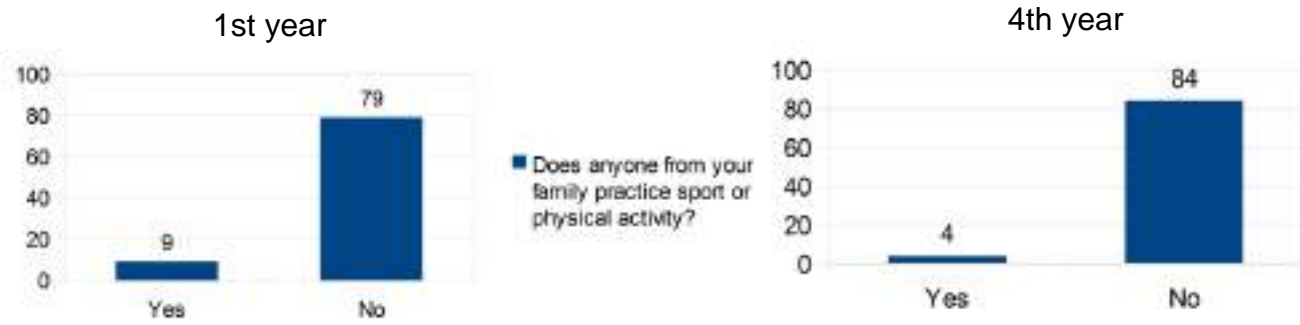 1st year
100
80
60
40
20
0
9
79
Yes
No
Does anyone from your
family practice sport or
physical activity?
4th year
100
80
60
40
20
0
4
84
Yes
No